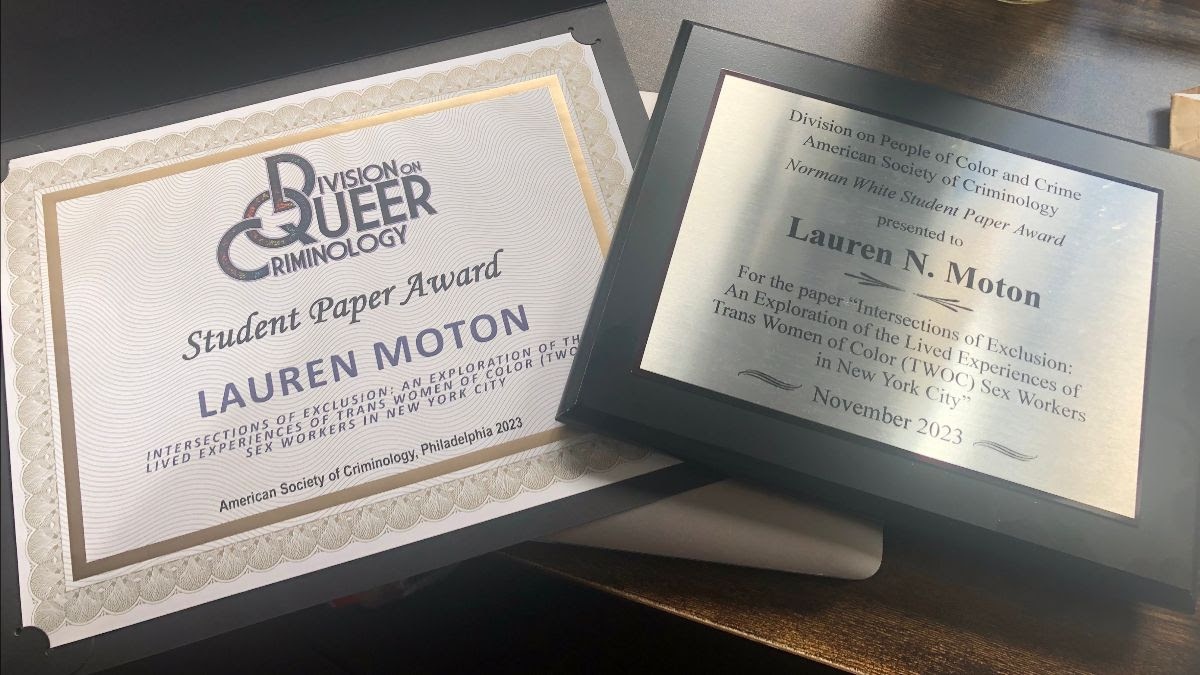 DIVISION ON
QUEER
CRIMINOLOGY
Student Paper Award
LAUREN MOTON
INTERSECTIONS OF EXCLUSION: AN EXPLORATION OF TH
LIVED EXPERIENCES OF TRANS WOMEN OF COLOR (TWO
SEX WORKERS IN NEW YORK CITY
American Society of Criminology, Philadelphia 2023
Division on People of Color and Crime
American Society of Criminology
Norman White Student Paper Award
presented to
Lauren N. Moton
For the paper “Intersections of Exclusion:
An Exploration of the Lived Experiences of
Trans Women of Color (TWOC) Sex Workers
in New York City”
November 2023